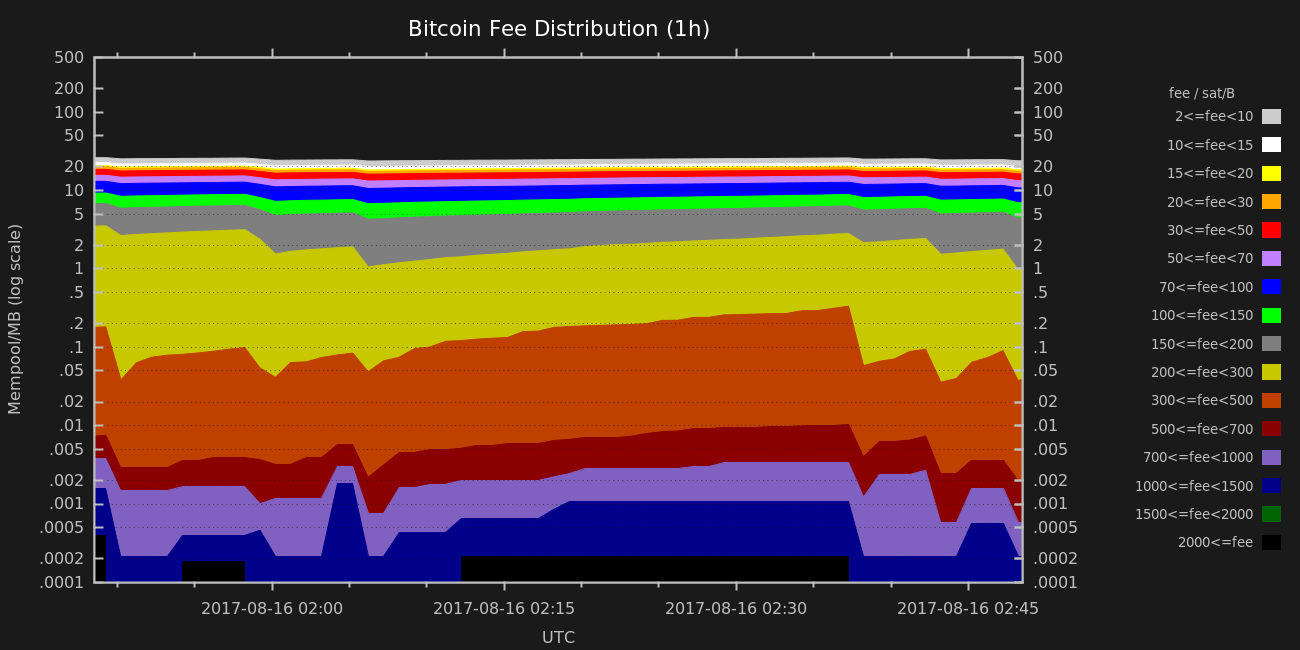 Bitcoin Fee Distribution (1h)
500 500
200 200
100 100
50 50
20 20
10 10
5 5
2 2
1 1
.5 .5
.2 .2
.1 .1
.05 .05
.02 .02
.01 .01
.005 .005
.002 .002
.001 .001
.0005 .0005
.0002 .0002
.0001 .0001
Mempool/MB (log scale)
2017-08-16 02:00 2017-08-16 02:15 2017-08-16 02:30 2017-08-16 02:45
UTC
fee / sat/B
2<=fee<10
10<=fee<15
15<=fee<20
20<=fee<30
30<=fee<50
50<=fee<70
70<=fee<100
100<=fee<150
150<=fee<200
200<=fee<300
300<=fee<500
500<=fee<700
700<=fee<1000
1000<=fee<1500
1500<=fee<2000
2000<=fee